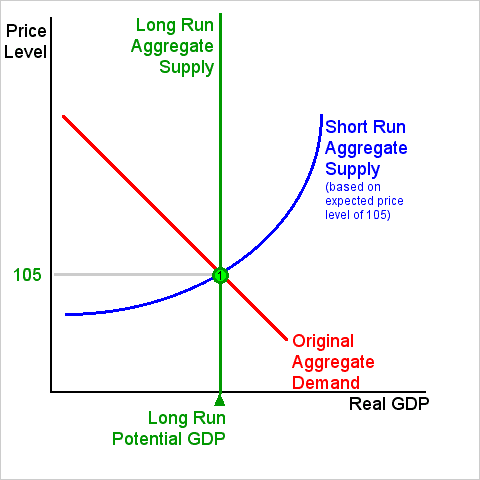 Price
Level
Long Run
Aggregate
Supply
Short Run
Aggregate
Supply
(based on
expected price
level of 105)
105
1
Original
Aggregate
Demand
Real GDP
Long Run
Potential GDP